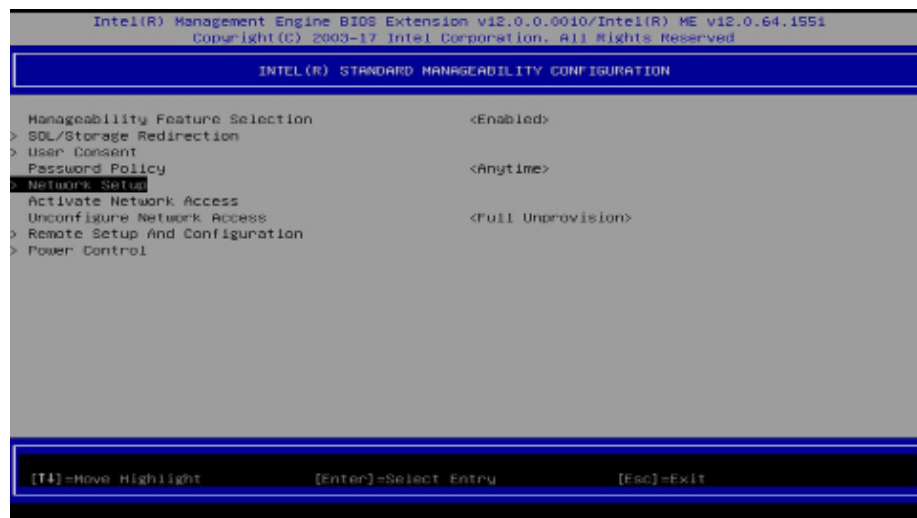 Intel(R) Management Engine BIOS Extension v12.0.0.0010/Intel(R) ME v12.0.64.1551
Copyright(C) 2003-17 Intel Corporation. All Rights Reserved
INTEL(R) STANDARD MANAGEABILITY CONFIGURATION
Manageability Feature Selection <Enabled>
> SOL/Storage Redirection
> User Consent
Password Policy <Anytime>
> Network Setup
Activate Network Access
Unconfigure Network Access <Full Unprovision>
> Remote Setup And Configuration
> Power Control
[↑↓]=Move Highlight [Enter]=Select Entry [Esc]=Exit